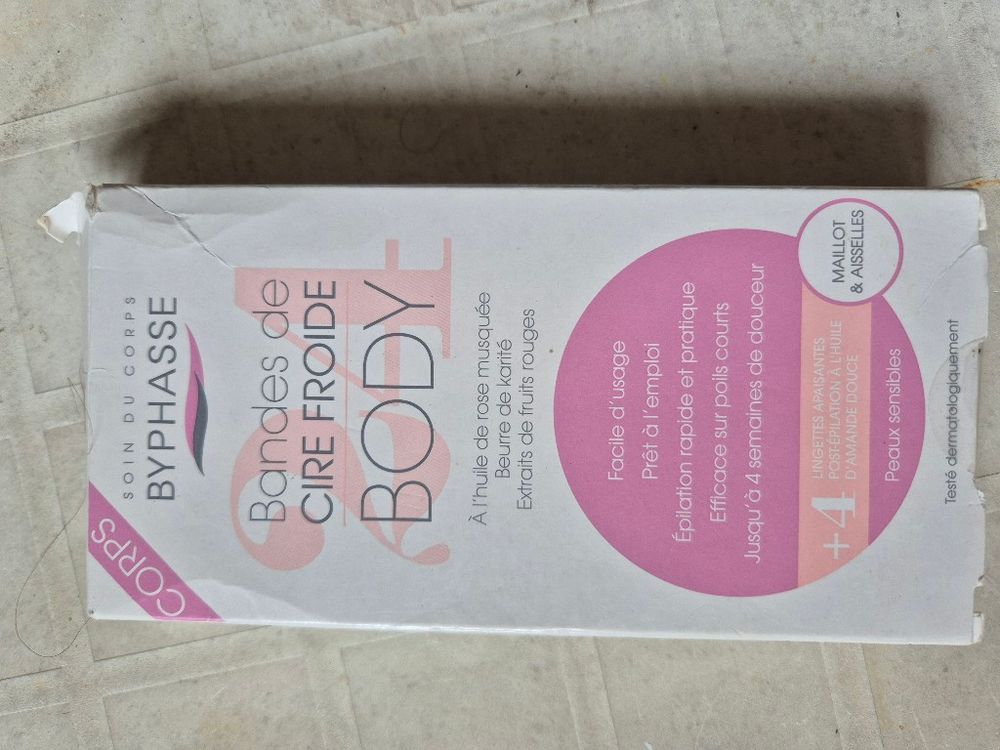 CORPS
SOIN DU CORPS
BYPHASSE
24
Bandes de
CIRE FROIDE
BODY
À l'huile de rose musquée
Beurre de karité
Extraits de fruits rouges
Facile d'usage
Prêt à l'emploi
Épilation rapide et pratique
Efficace sur poils courts
Jusqu'à 4 semaines de douceur
MAILLOT
& AISSELLES
+4
LINGETTES APAISANTES
POSTÉPILATION À L'HUILE
D'AMANDE DOUCE
Peaux sensibles
Testé dermatologiquement